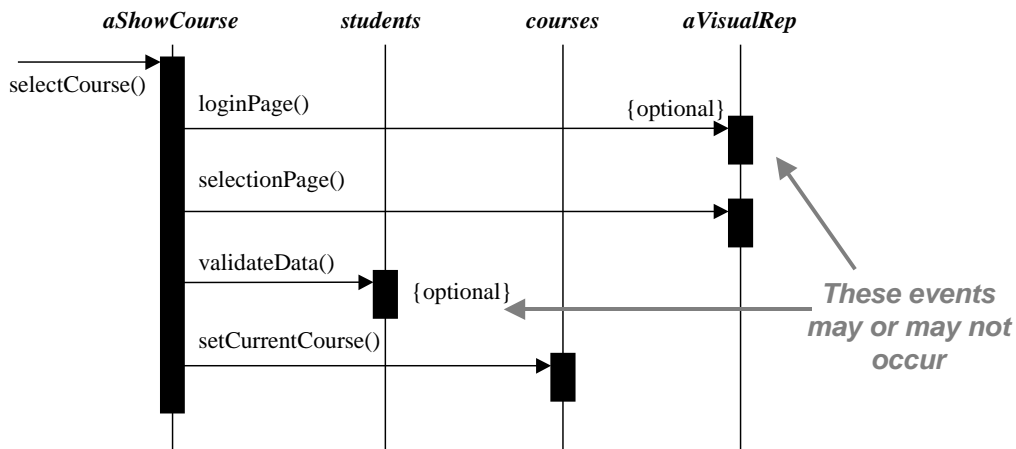 aShowCourse students courses aVisualRep
selectCourse()
loginPage() {optional}
selectionPage()
validateData()
{optional}
These events
may or may not
occur
setCurrentCourse()